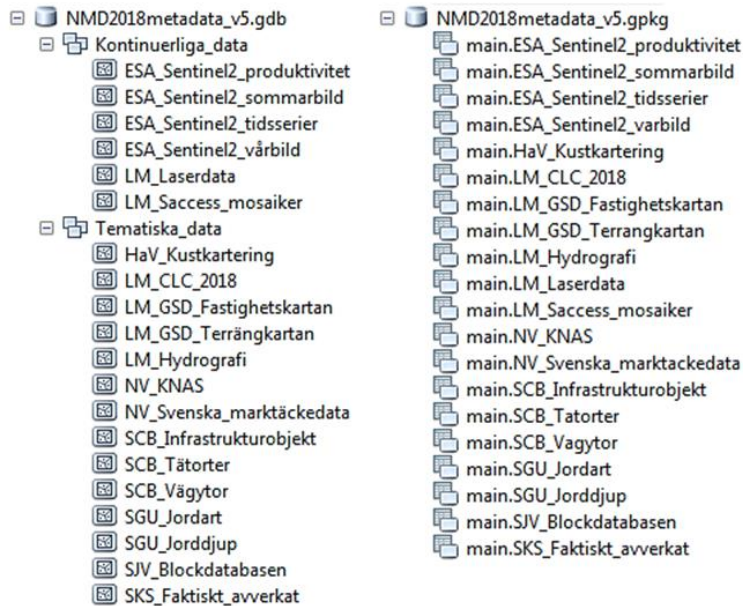 NMD2018metadata_v5.gdb
Kontinuerliga_data
ESA_Sentinel2_produktivitet
ESA_Sentinel2_sommarbild
ESA_Sentinel2_tidsserier
ESA_Sentinel2_vårbild
LM_Laserdata
LM_Saccess_mosaiker
Tematiska_data
HaV_Kustkartering
LM_CLC_2018
LM_GSD_Fastighetskartan
LM_GSD_Terrängkartan
LM_Hydrografi
NV_KNAS
NV_Svenska_marktäckedata
SCB_Infrastrukturobjekt
SCB_Tätorter
SCB_Vägytor
SGU_Jordart
SGU_Jorddjup
SJV_Blockdatabasen
SKS_Faktiskt_avverkat
NMD2018metadata_v5.gpkg
main.ESA_Sentinel2_produktivitet
main.ESA_Sentinel2_sommarbild
main.ESA_Sentinel2_tidsserier
main.ESA_Sentinel2_varbild
main.HaV_Kustkartering
main.LM_CLC_2018
main.LM_GSD_Fastighetskartan
main.LM_GSD_Terrangkartan
main.LM_Hydrografi
main.LM_Laserdata
main.LM_Saccess_mosaiker
main.NV_KNAS
main.NV_Svenska_marktackedata
main.SCB_Infrastrukturobjekt
main.SCB_Tatorter
main.SCB_Vagytor
main.SGU_Jordart
main.SGU_Jorddjup
main.SJV_Blockdatabasen
main.SKS_Faktiskt_avverkat